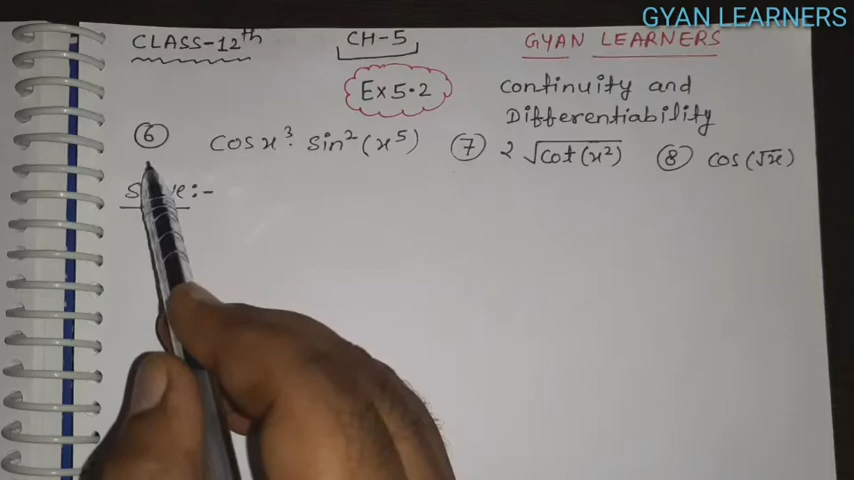 GYAN LEARNERS
CLASS-12th CH-5 GYAN LEARNERS
Ex 5.2 Continuity and
Differentiability
⑥ cos x³. sin²(x⁵) ⑦ 2√cot(x²) ⑧ cos(√x)
:-